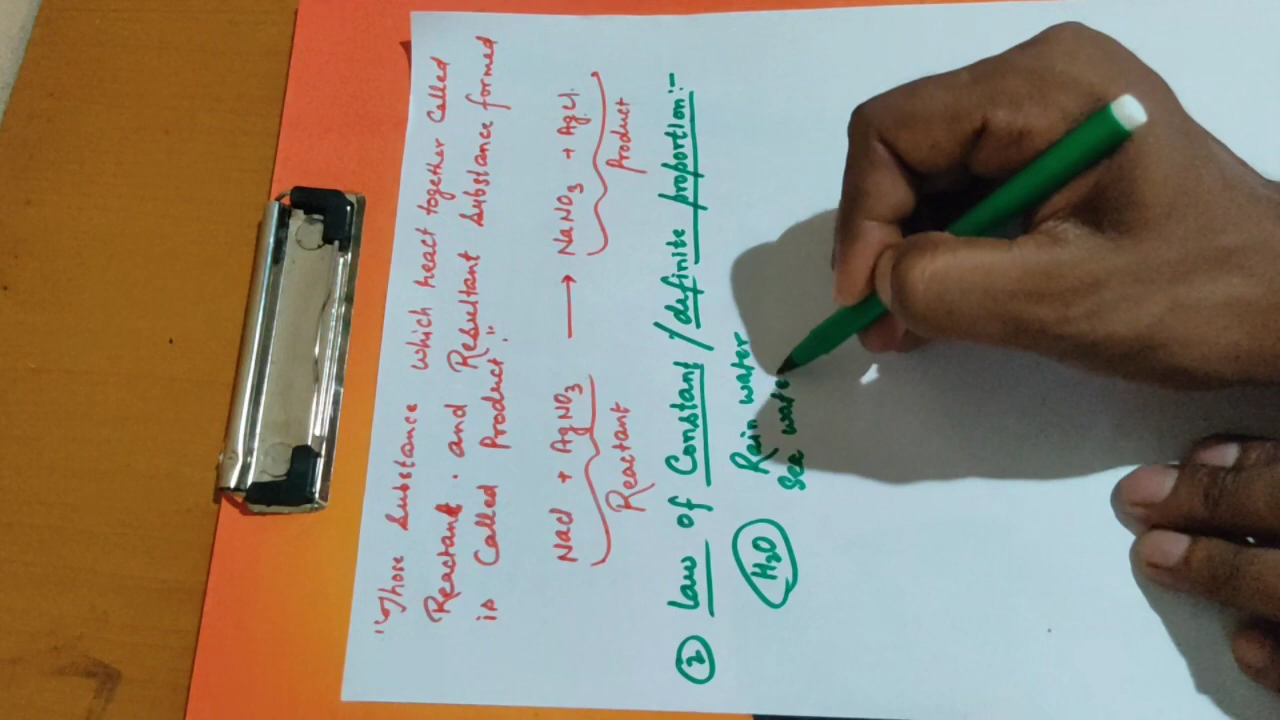 "Those Substance which react together Called
Reactant . and Resultant Substance formed
is Called Product".
Nacl + AgNO3 → NaNO3 + Agcl.
Reactant Product
② Law of Constant / definite proportion:-
H2O Rain water
See wate